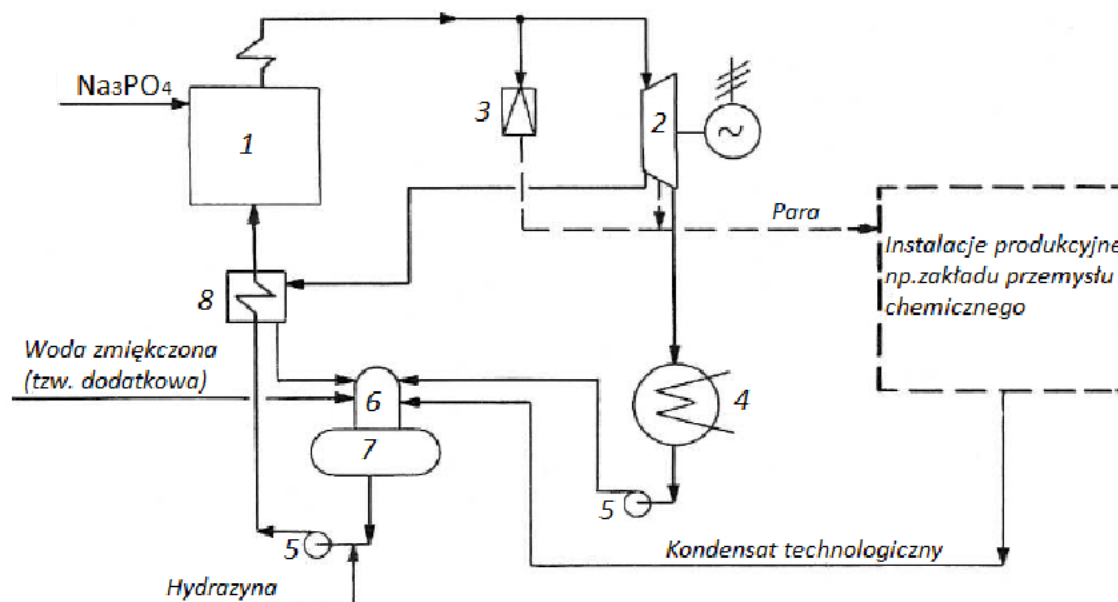 Na₃PO₄
1
3
2
~
Para
Instalacje produkcyjne
np.zakładu przemysłu
chemicznego
8
Woda zmiękczona
(tzw. dodatkowa)
6
4
7
5
5
Kondensat technologiczny
Hydrazyna